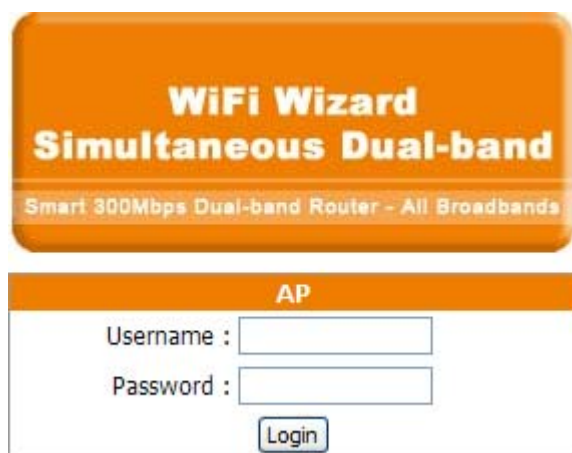 WiFi Wizard
Simultaneous Dual-band
Smart 300Mbps Dual-band Router - All Broadbands
AP
Username :
Password :
Login